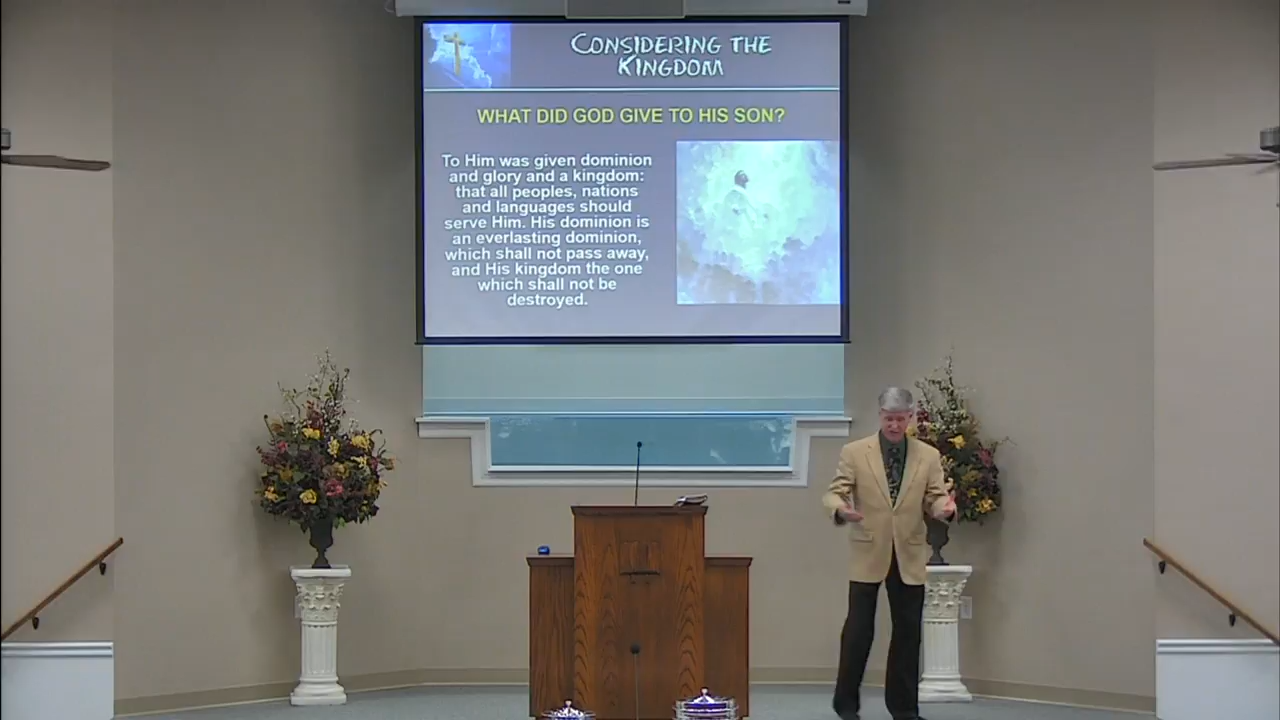 CONSIDERING THE
KINGDOM
WHAT DID GOD GIVE TO HIS SON?
To Him was given dominion
and glory and a kingdom:
that all peoples, nations
and languages should
serve Him. His dominion is
an everlasting dominion,
which shall not pass away,
and His kingdom the one
which shall not be
destroyed.